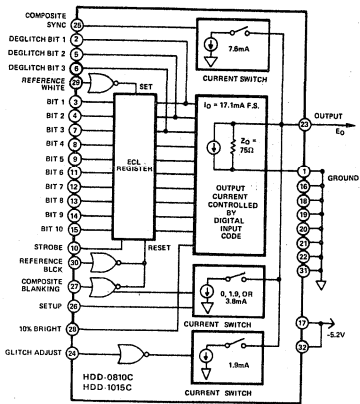 COMPOSITE
SYNC 25
DEGLITCH BIT 1 2
DEGLITCH BIT 2 5
DEGLITCH BIT 3 6
REFERENCE
WHITE 29
SET
7.6mA
CURRENT SWITCH
BIT 1 3
BIT 2 4
BIT 3 7
BIT 4 8
BIT 5 9
BIT 6 11
BIT 7 12
BIT 8 13
BIT 9 14
BIT 10 15
STROBE 10
ECL
REGISTER
RESET
IO = 17.1mA F.S.
ZO =
75Ω
OUTPUT
CURRENT
CONTROLLED
BY
DIGITAL
INPUT
CODE
23 OUTPUT
EO
1 GROUND
16
18
19
20
21
22
31
REFERENCE
BLCK 30
COMPOSITE
BLANKING 27
SETUP 26
10% BRIGHT 28
GLITCH ADJUST 24
0, 1.9, OR
3.8mA
CURRENT SWITCH
17
-5.2V
32
1.9mA
CURRENT SWITCH
HDD-0810C
HDD-1015C